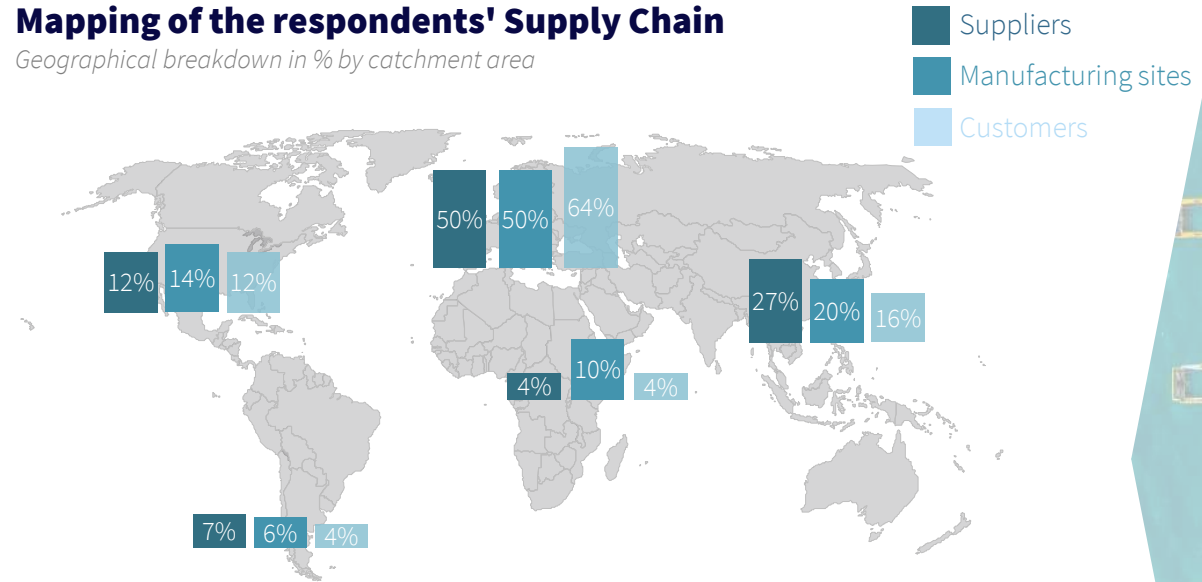 Mapping of the respondents' Supply Chain
Geographical breakdown in % by catchment area
Suppliers
Manufacturing sites
Customers
50% 50% 64%
12% 14% 12%
27% 20% 16%
4% 10% 4%
7% 6% 4%